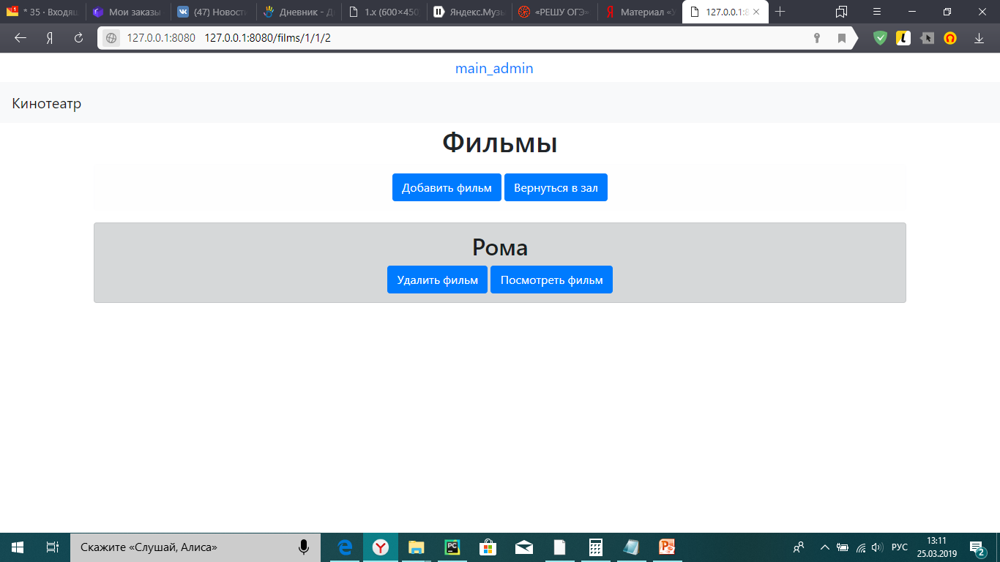 * 35 · Входящ
Мои заказы
(47) Новост
Дневник - Д
1.x (600×450
Яндекс.Музы
«РЕШУ ОГЭ»
Материал «У
127.0.0.1:8
127.0.0.1:8080 127.0.0.1:8080/films/1/1/2
main_admin
Кинотеатр
Фильмы
Добавить фильм Вернуться в зал
Рома
Удалить фильм Посмотреть фильм
Скажите «Слушай, Алиса»
РУС
13:11
25.03.2019
2